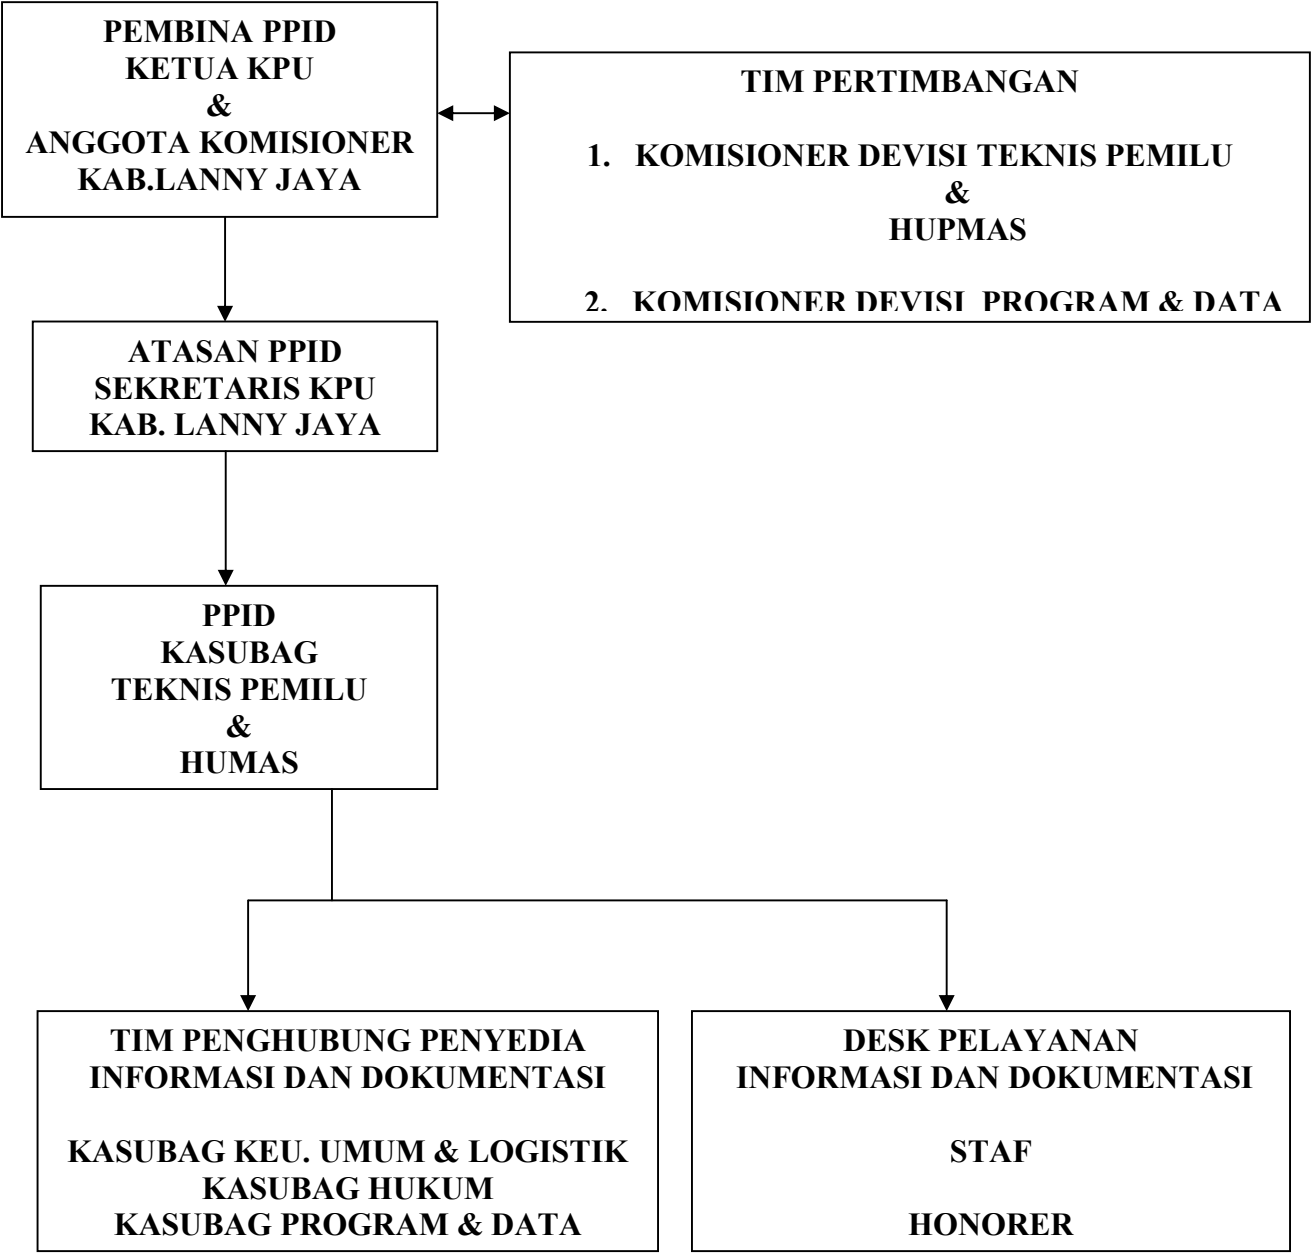 PEMBINA PPID
KETUA KPU
&
ANGGOTA KOMISIONER
KAB.LANNY JAYA
TIM PERTIMBANGAN
1. KOMISIONER DEVISI TEKNIS PEMILU
&
HUPMAS
2. KOMISIONER DEVISI PROGRAM & DATA
ATASAN PPID
SEKRETARIS KPU
KAB. LANNY JAYA
PPID
KASUBAG
TEKNIS PEMILU
&
HUMAS
TIM PENGHUBUNG PENYEDIA
INFORMASI DAN DOKUMENTASI
KASUBAG KEU. UMUM & LOGISTIK
KASUBAG HUKUM
KASUBAG PROGRAM & DATA
DESK PELAYANAN
INFORMASI DAN DOKUMENTASI
STAF
HONORER